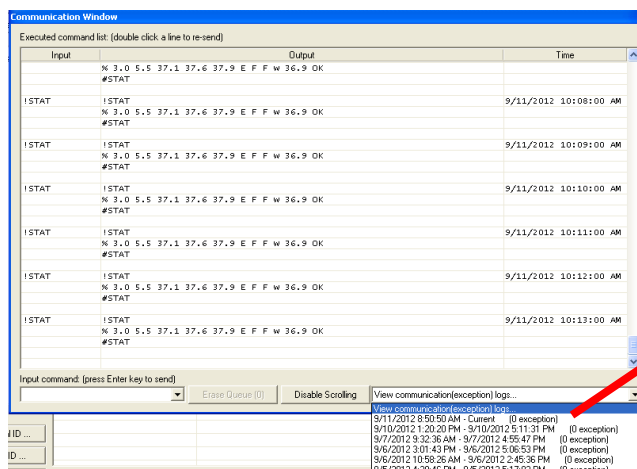 Communication Window
Executed command list: (double click a line to re-send)
Input Output Time
% 3.0 5.5 37.1 37.6 37.9 E F F w 36.9 OK
#STAT
!STAT !STAT 9/11/2012 10:08:00 AM
% 3.0 5.5 37.1 37.6 37.9 E F F w 36.9 OK
#STAT
!STAT !STAT 9/11/2012 10:09:00 AM
% 3.0 5.5 37.1 37.6 37.9 E F F w 36.9 OK
#STAT
!STAT !STAT 9/11/2012 10:10:00 AM
% 3.0 5.5 37.1 37.6 37.9 E F F w 36.9 OK
#STAT
!STAT !STAT 9/11/2012 10:11:00 AM
% 3.0 5.5 37.1 37.6 37.9 E F F w 36.9 OK
#STAT
!STAT !STAT 9/11/2012 10:12:00 AM
% 3.0 5.5 37.1 37.6 37.9 E F F w 36.9 OK
#STAT
!STAT !STAT 9/11/2012 10:13:00 AM
% 3.0 5.5 37.1 37.6 37.9 E F F w 36.9 OK
#STAT
Input command: (press Enter key to send)
Erase Queue (0) Disable Scrolling View communication(exception) logs...
View communication(exception) logs...
9/11/2012 8:50:50 AM - Current (0 exception)
9/10/2012 1:20:20 PM - 9/10/2012 5:11:31 PM (0 exception)
9/7/2012 9:32:36 AM - 9/7/2012 4:55:47 PM (0 exception)
9/6/2012 3:01:43 PM - 9/6/2012 5:06:53 PM (0 exception)
9/6/2012 10:58:26 AM - 9/6/2012 2:45:36 PM (0 exception)
ID ...
ID ...